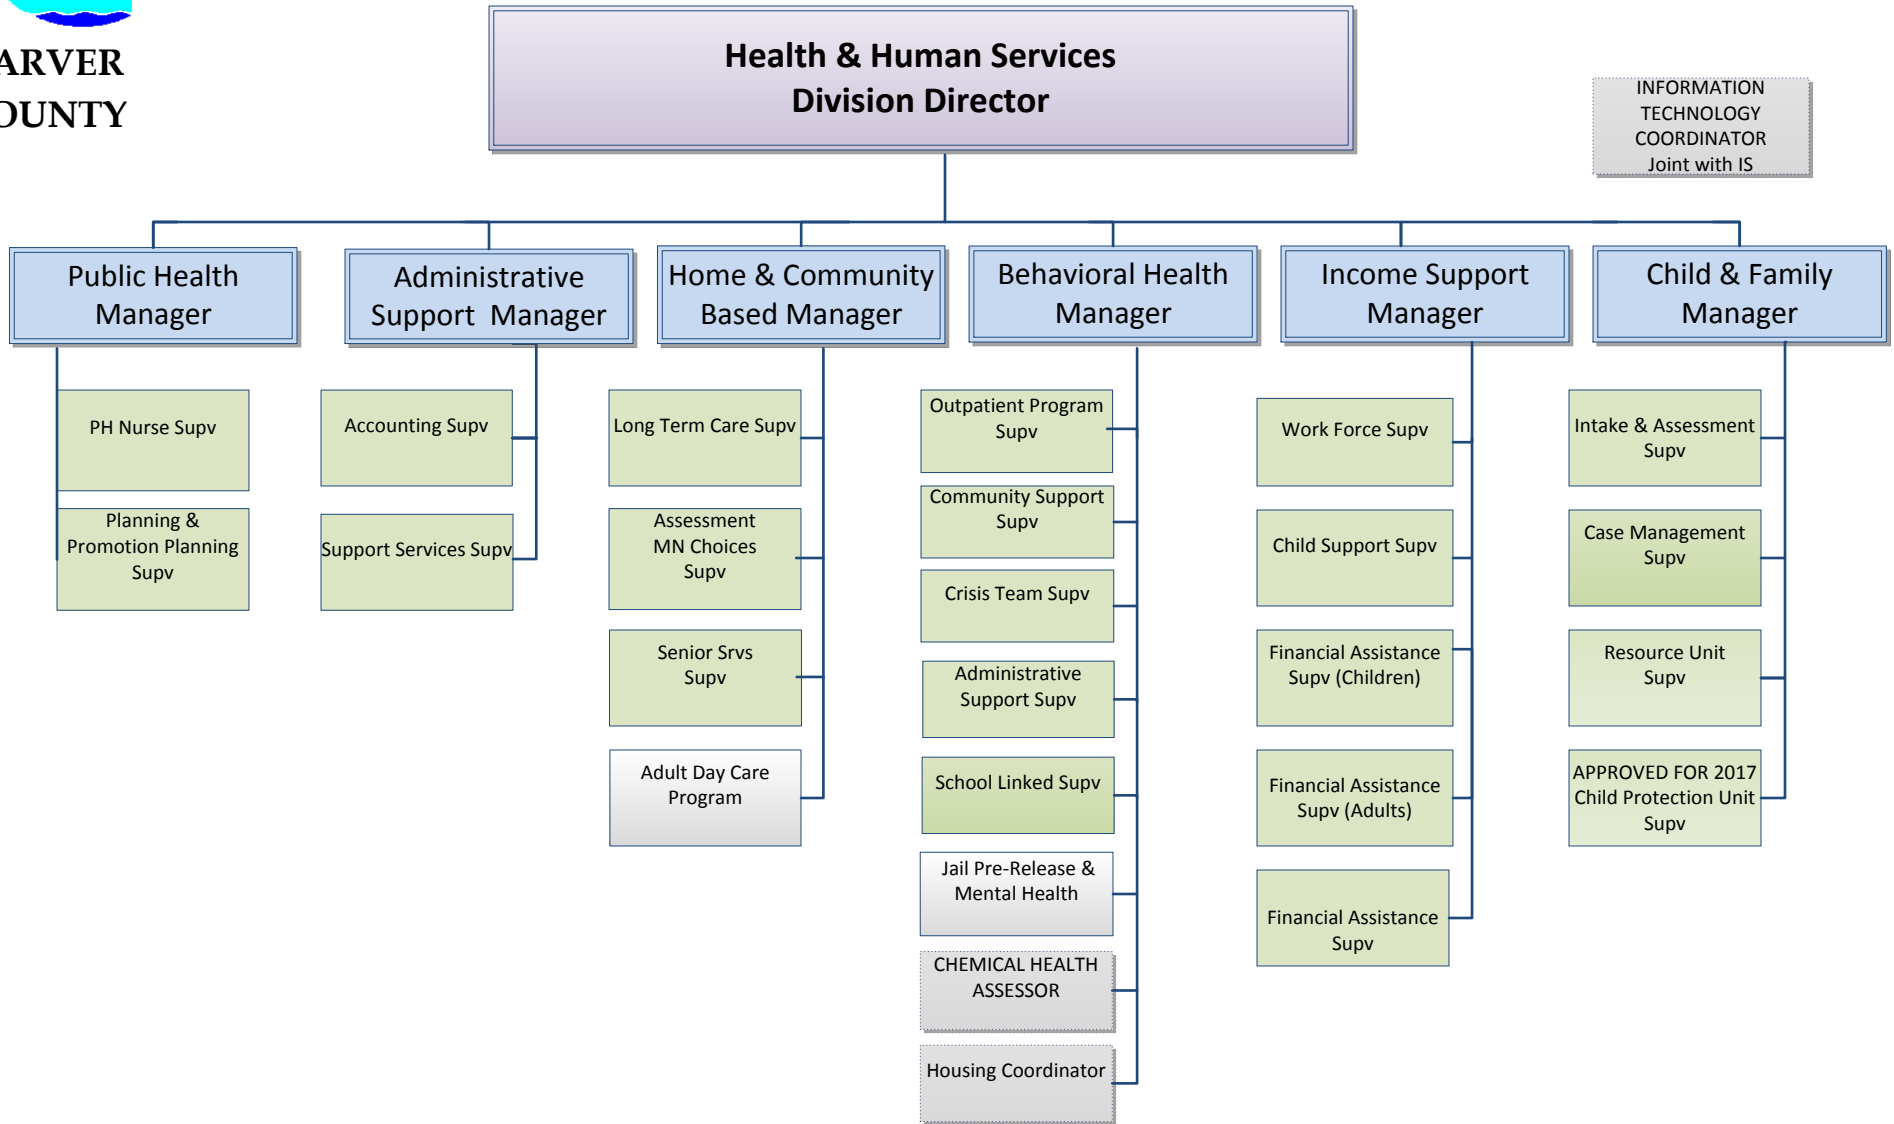 ARVER
OUNTY
Health & Human Services
Division Director
INFORMATION
TECHNOLOGY
COORDINATOR
Joint with IS
Public Health
Manager
Administrative
Support Manager
Home & Community
Based Manager
Behavioral Health
Manager
Income Support
Manager
Child & Family
Manager
PH Nurse Supv
Planning &
Promotion Planning
Supv
Accounting Supv
Support Services Supv
Long Term Care Supv
Assessment
MN Choices
Supv
Senior Srvs
Supv
Adult Day Care
Program
Outpatient Program
Supv
Community Support
Supv
Crisis Team Supv
Administrative
Support Supv
School Linked Supv
Jail Pre-Release &
Mental Health
CHEMICAL HEALTH
ASSESSOR
Housing Coordinator
Work Force Supv
Child Support Supv
Financial Assistance
Supv (Children)
Financial Assistance
Supv (Adults)
Financial Assistance
Supv
Intake & Assessment
Supv
Case Management
Supv
Resource Unit
Supv
APPROVED FOR 2017
Child Protection Unit
Supv